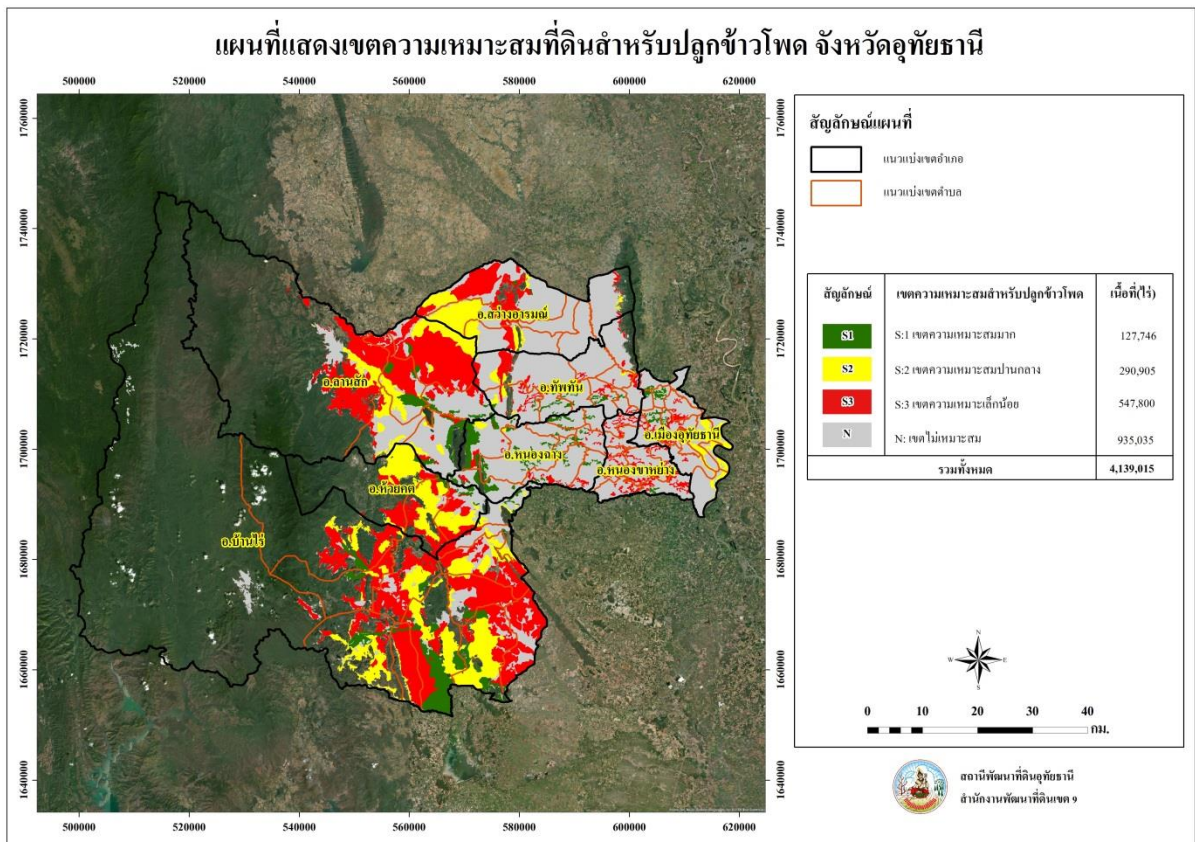 แผนที่แสดงเขตความเหมาะสมที่ดินสำหรับปลูกข้าวโพด จังหวัดอุทัยธานี
500000 520000 540000 560000 580000 600000 620000
1760000 1760000
1740000 1740000
1720000 1720000
1700000 1700000
1680000 1680000
1660000 1660000
1640000 1640000
อ.สว่างอารมณ์
อ.ลานสัก
อ.ทัพทัน
อ.เมืองอุทัยธานี
อ.หนองฉาง
อ.หนองขาหย่าง
อ.ห้วยคต
อ.บ้านไร่
500000 520000 540000 560000 580000 600000 620000
สัญลักษณ์แผนที่
แนวแบ่งเขตอำเภอ
แนวแบ่งเขตตำบล
สัญลักษณ์ เขตความเหมาะสมสำหรับปลูกข้าวโพด เนื้อที่(ไร่)
S1 S:1 เขตความเหมาะสมมาก 127,746
S2 S:2 เขตความเหมาะสมปานกลาง 290,905
S3 S:3 เขตความเหมาะเล็กน้อย 547,800
N N: เขตไม่เหมาะสม 935,035
รวมทั้งหมด 4,139,015
N
W E
S
0 10 20 30 40
กม.
สถานีพัฒนาที่ดินอุทัยธานี
สำนักงานพัฒนาที่ดินเขต 9